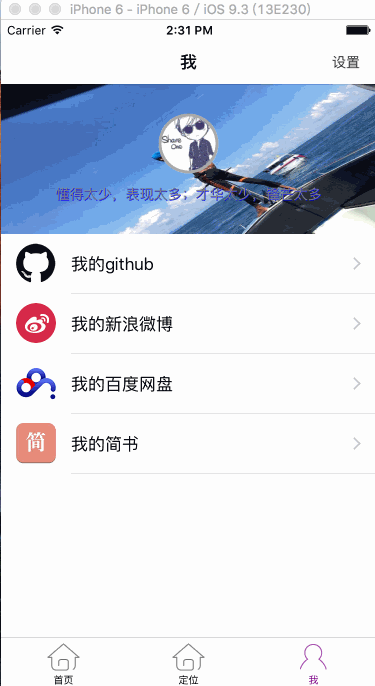 iPhone 6 - iPhone 6 / iOS 9.3 (13E230)
Carrier 2:31 PM
我 设置
Share One
懂得太少，表现太多；才华太少，
太多
我的github
我的新浪微博
我的百度网盘
简 我的简书
首页 定位 我